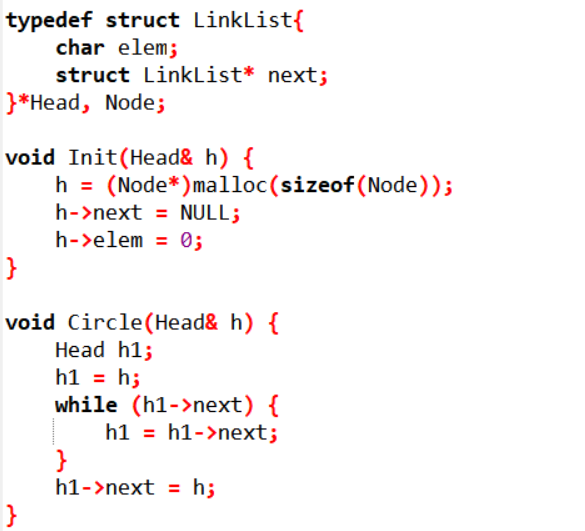 typedef struct LinkList{
    char elem;
    struct LinkList* next;
}*Head, Node;

void Init(Head& h) {
    h = (Node*)malloc(sizeof(Node));
    h->next = NULL;
    h->elem = 0;
}

void Circle(Head& h) {
    Head h1;
    h1 = h;
    while (h1->next) {
        h1 = h1->next;
    }
    h1->next = h;
}